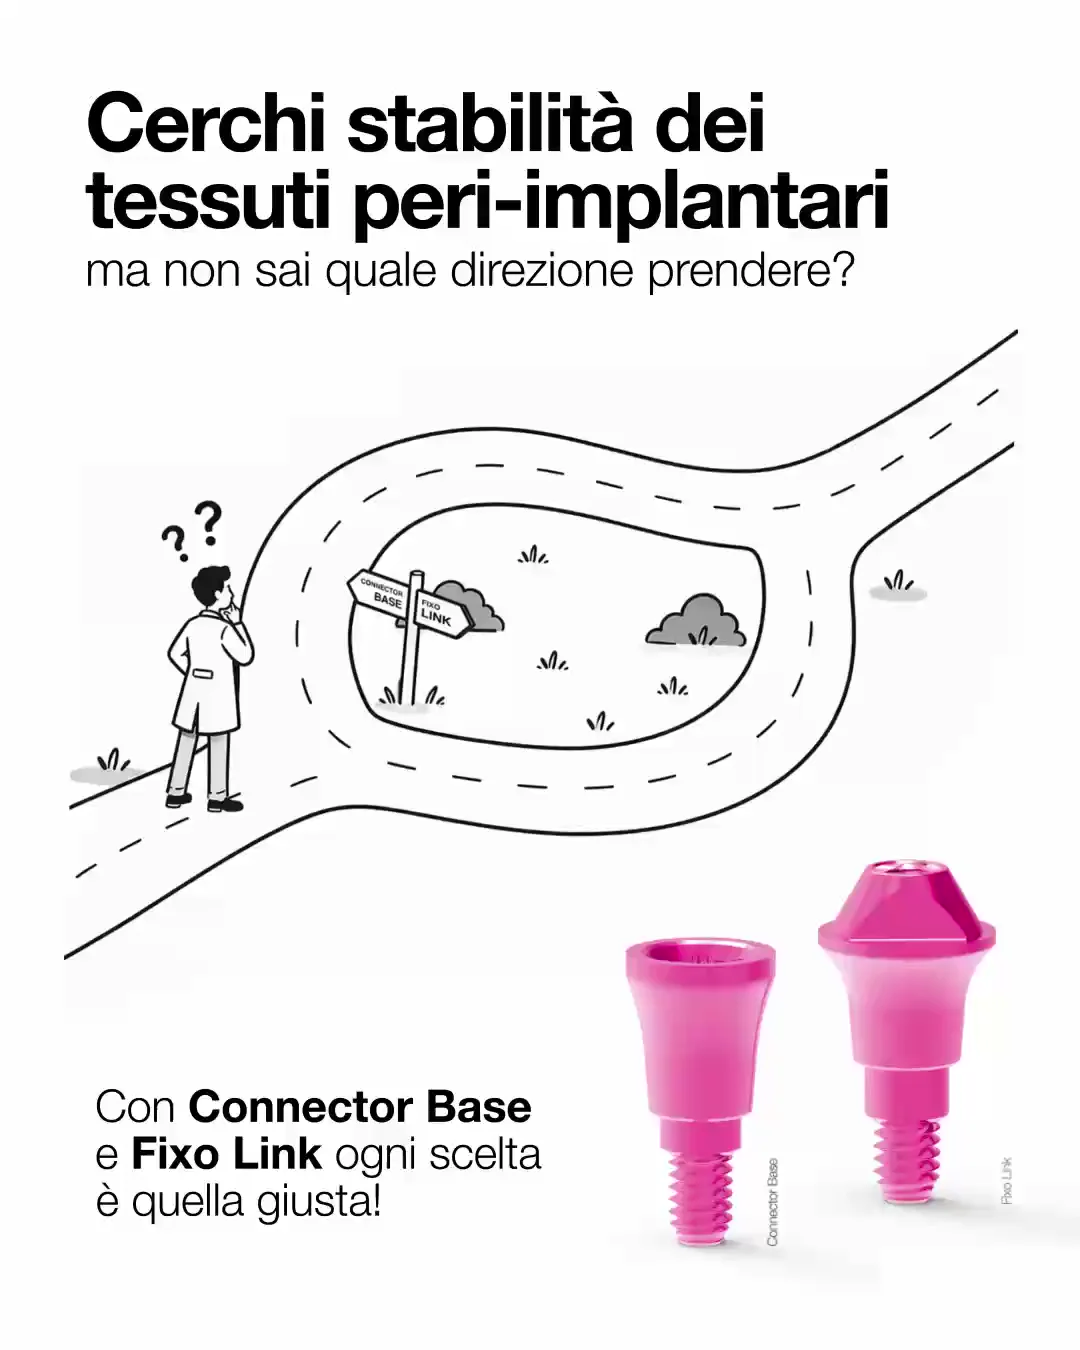 Cerchi stabilità dei
tessuti peri-implantari
ma non sai quale direzione prendere?
? ?
CONNECTOR
BASE
FIXO
LINK
Con Connector Base
e Fixo Link ogni scelta
è quella giusta!
Connector Base
Fixo Link